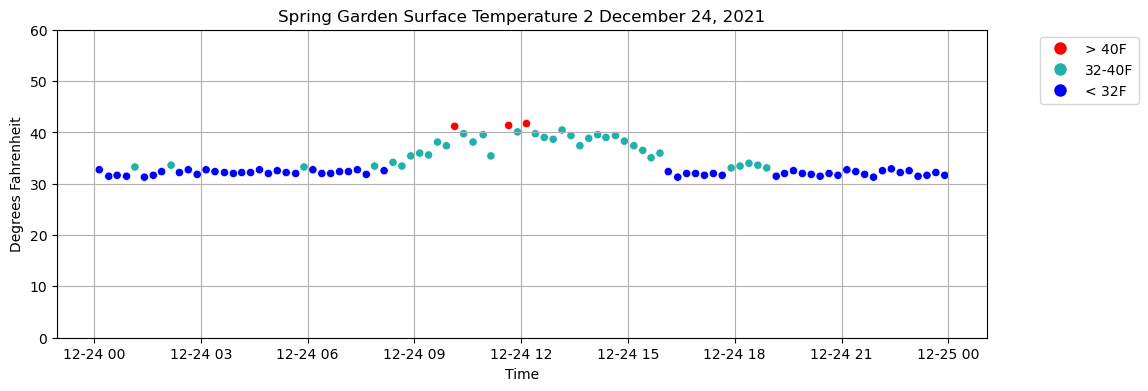 Spring Garden Surface Temperature 2 December 24, 2021
60
50
40
30
20
10
0
Degrees Fahrenheit
12-24 00 12-24 03 12-24 06 12-24 09 12-24 12 12-24 15 12-24 18 12-24 21 12-25 00
Time
> 40F
32-40F
< 32F